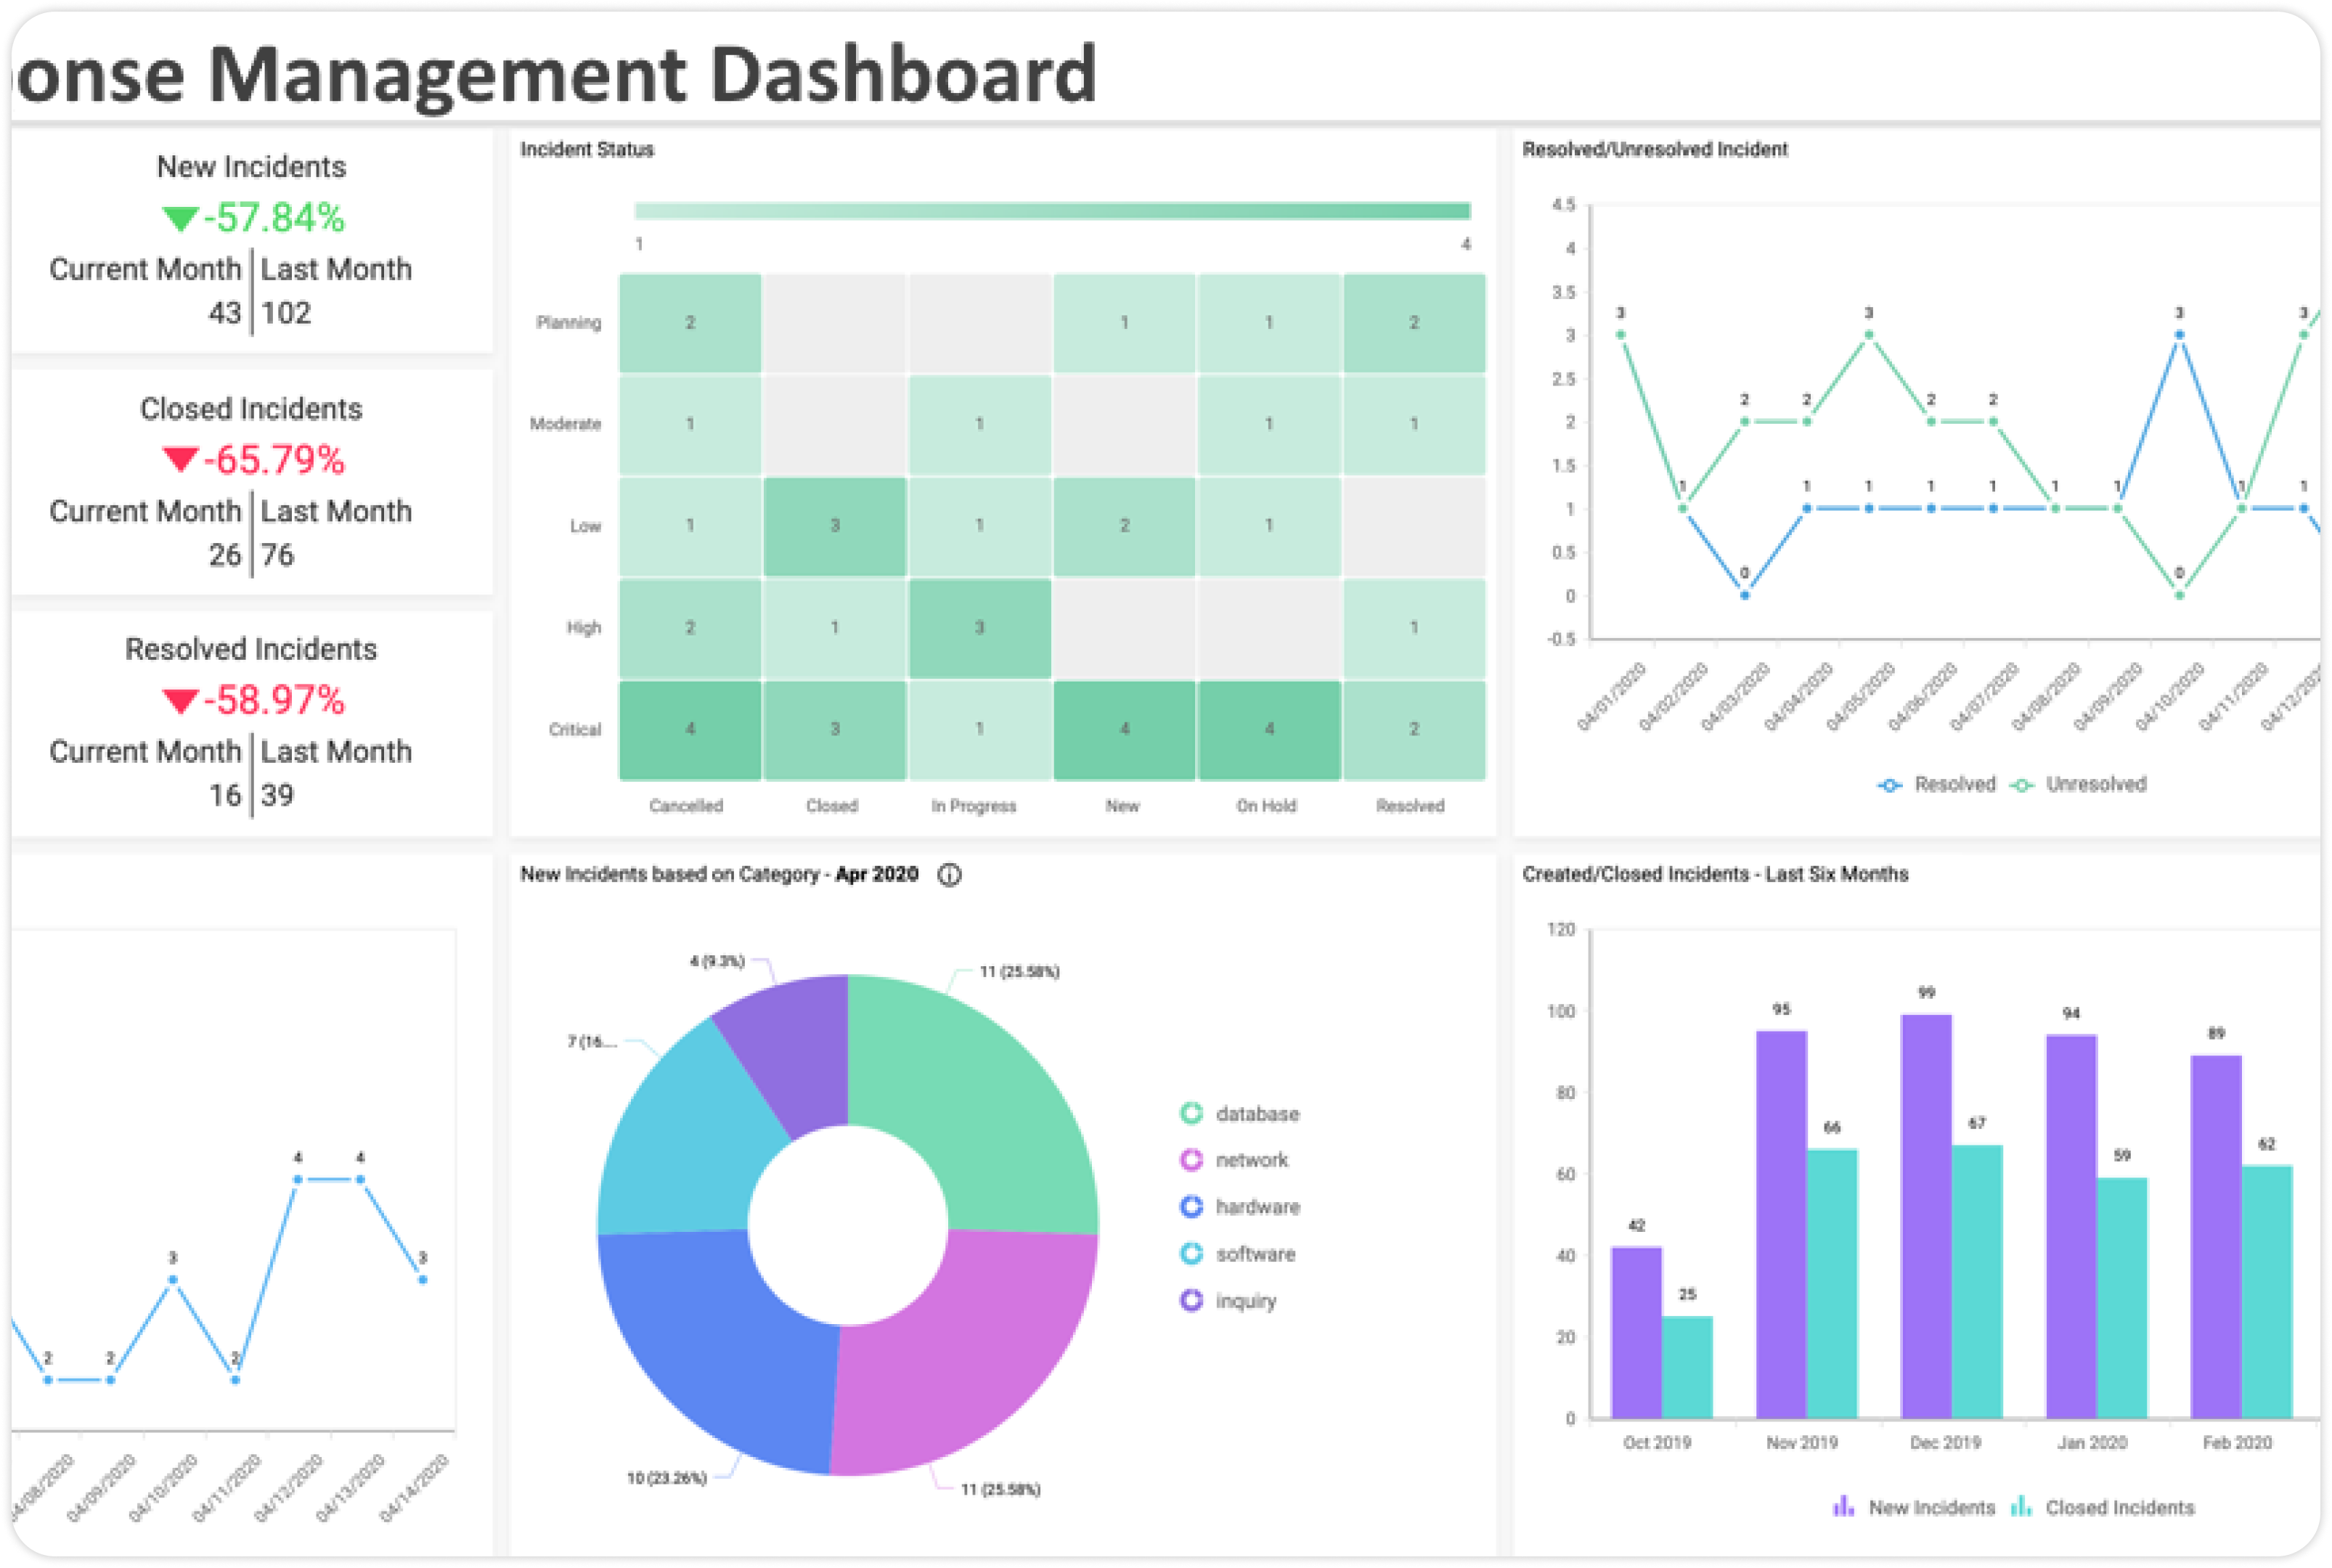 onse Management Dashboard
New Incidents
-57.84%
Current Month Last Month
43 102
Closed Incidents
-65.79%
Current Month Last Month
26 76
Resolved Incidents
-58.97%
Current Month Last Month
16 39
Incident Status
1 4
Planning 2 1 1 2
Moderate 1 1 1 1
Low 1 3 1 2 1
High 2 1 3 1
Critical 4 3 1 4 4 2
Cancelled Closed In Progress New On Hold Resolved
Resolved/Unresolved Incident
4.5
4
3.5
3 3 3 3
3
2.5
2 2 2 2
2
1.5
1 1 1 1 1 1 1 1 1
1
0.5
0 0
0
-0.5
04/01/2020 04/02/2020 04/03/2020 04/04/2020 04/05/2020 04/06/2020 04/07/2020 04/08/2020 04/09/2020 04/10/2020 04/11/2020 04/12/202
Resolved Unresolved
4 4
3 3
2 2 2
04/08/2020 04/09/2020 04/10/2020 04/11/2020 04/12/2020 04/13/2020 04/14/2020
New Incidents based on Category - Apr 2020
4 (9.3%)
11 (25.58%)
7 (16....
10 (23.26%)
11 (25.58%)
database
network
hardware
software
inquiry
Created/Closed Incidents - Last Six Months
120
100
80
60
40
20
0
42 25 95 66 99 67 94 59 89 62
Oct 2019 Nov 2019 Dec 2019 Jan 2020 Feb 2020
New Incidents Closed Incidents